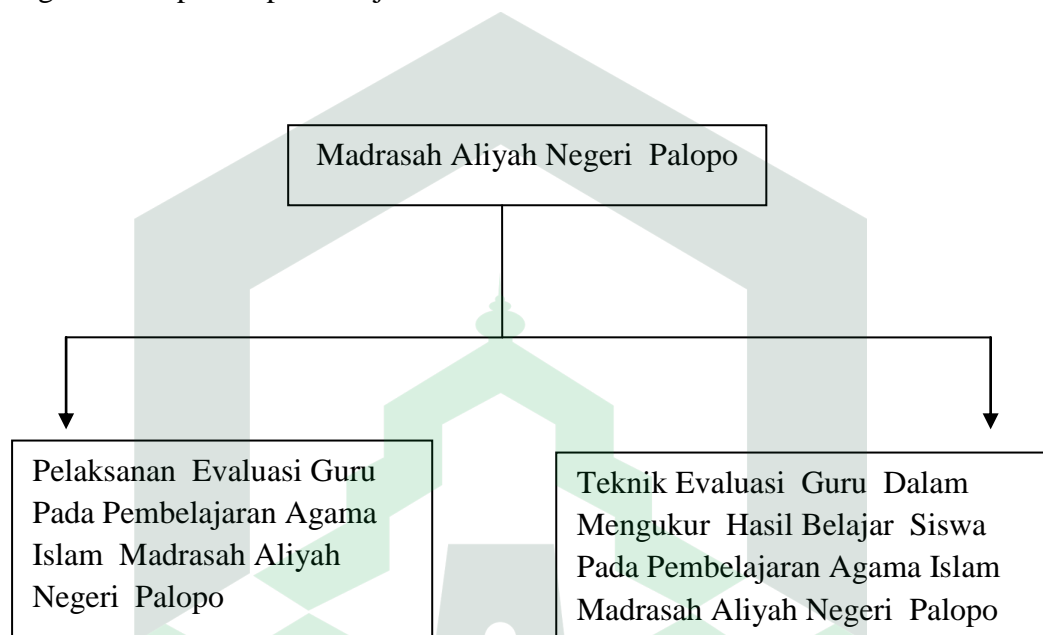 Madrasah Aliyah Negeri Palopo
Pelaksanan Evaluasi Guru
Pada Pembelajaran Agama
Islam Madrasah Aliyah
Negeri Palopo
Teknik Evaluasi Guru Dalam
Mengukur Hasil Belajar Siswa
Pada Pembelajaran Agama Islam
Madrasah Aliyah Negeri Palopo